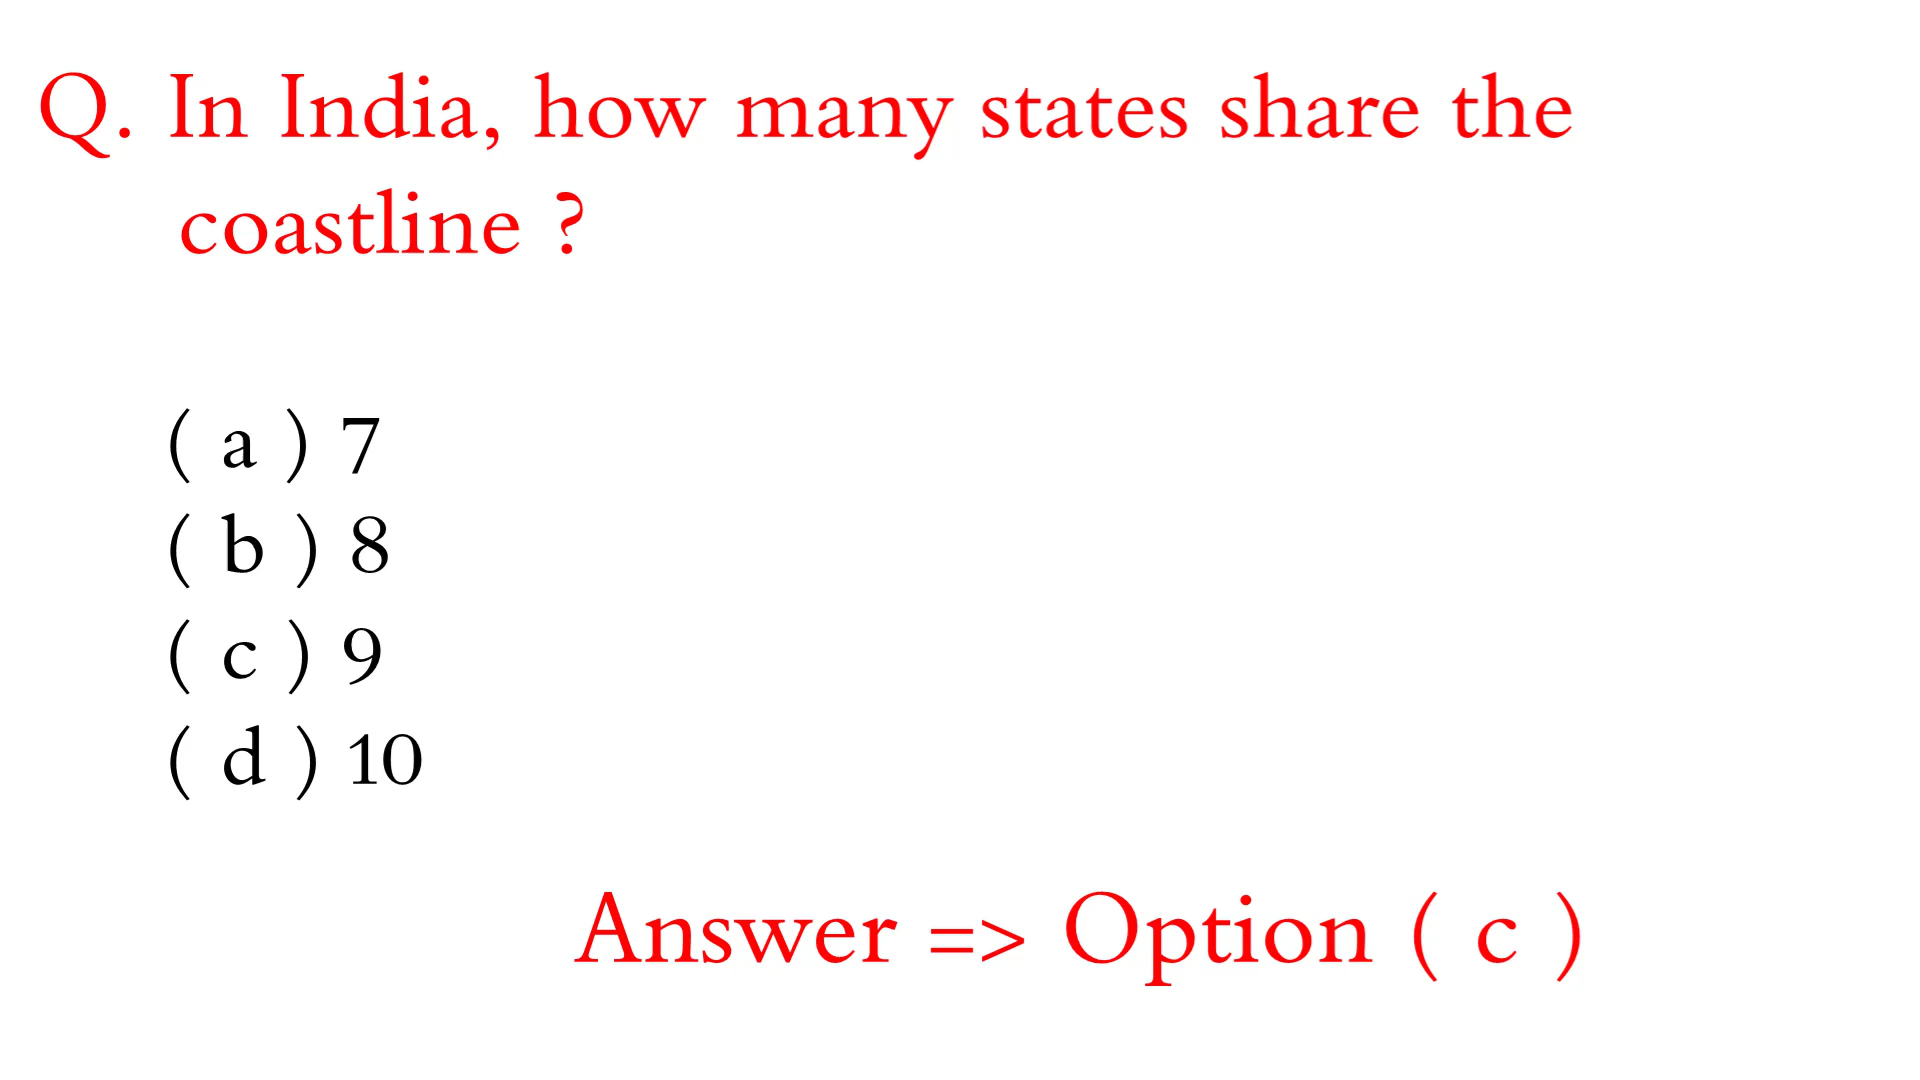 Q. In India, how many states share the
coastline ?
( a ) 7
( b ) 8
( c ) 9
( d ) 10
Answer => Option ( c )